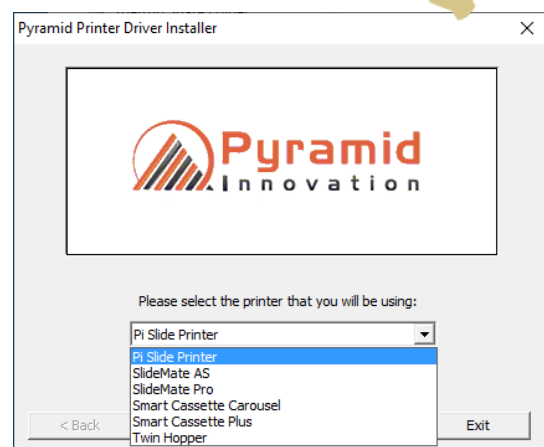 Pyramid Printer Driver Installer
Pyramid
Innovation
Please select the printer that you will be using:
Pi Slide Printer
Pi Slide Printer
SlideMate AS
SlideMate Pro
Smart Cassette Carousel
Smart Cassette Plus
Twin Hopper
< Back
Exit